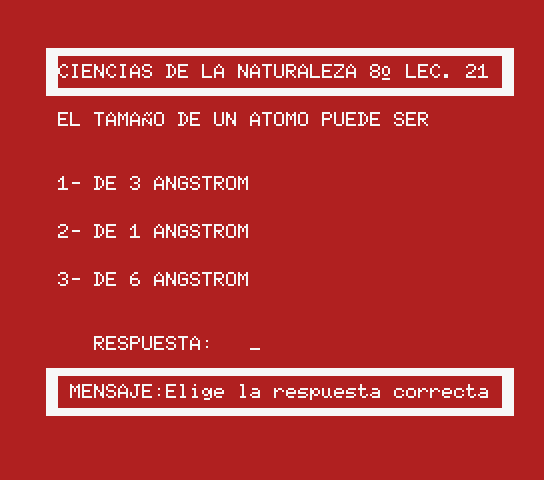 CIENCIAS DE LA NATURALEZA 8º LEC. 21
EL TAMAÑO DE UN ATOMO PUEDE SER
1- DE 3 ANGSTROM
2- DE 1 ANGSTROM
3- DE 6 ANGSTROM
RESPUESTA: _
MENSAJE:Elige la respuesta correcta